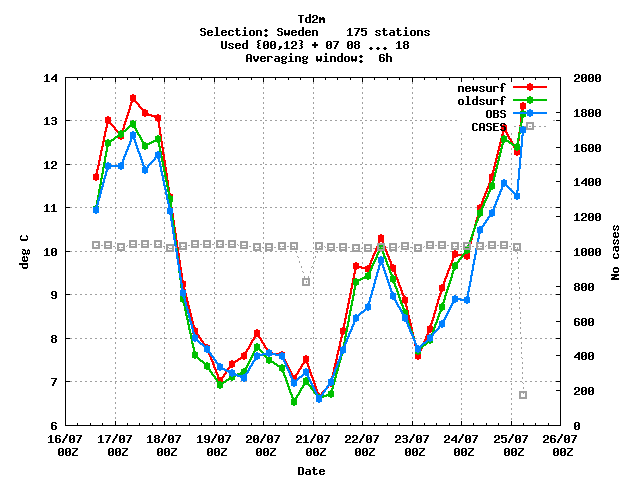 Td2m
Selection: Sweden    175 stations
Used {00,12} + 07 08 ... 18
Averaging window:  6h
deg C
14
13
12
11
10
9
8
7
6
newsurf
oldsurf
OBS
CASES
2000
1800
1600
1400
1200
1000
800
600
400
200
0
No cases
16/07 17/07 18/07 19/07 20/07 21/07 22/07 23/07 24/07 25/07 26/07
00Z 00Z 00Z 00Z 00Z 00Z 00Z 00Z 00Z 00Z 00Z
Date